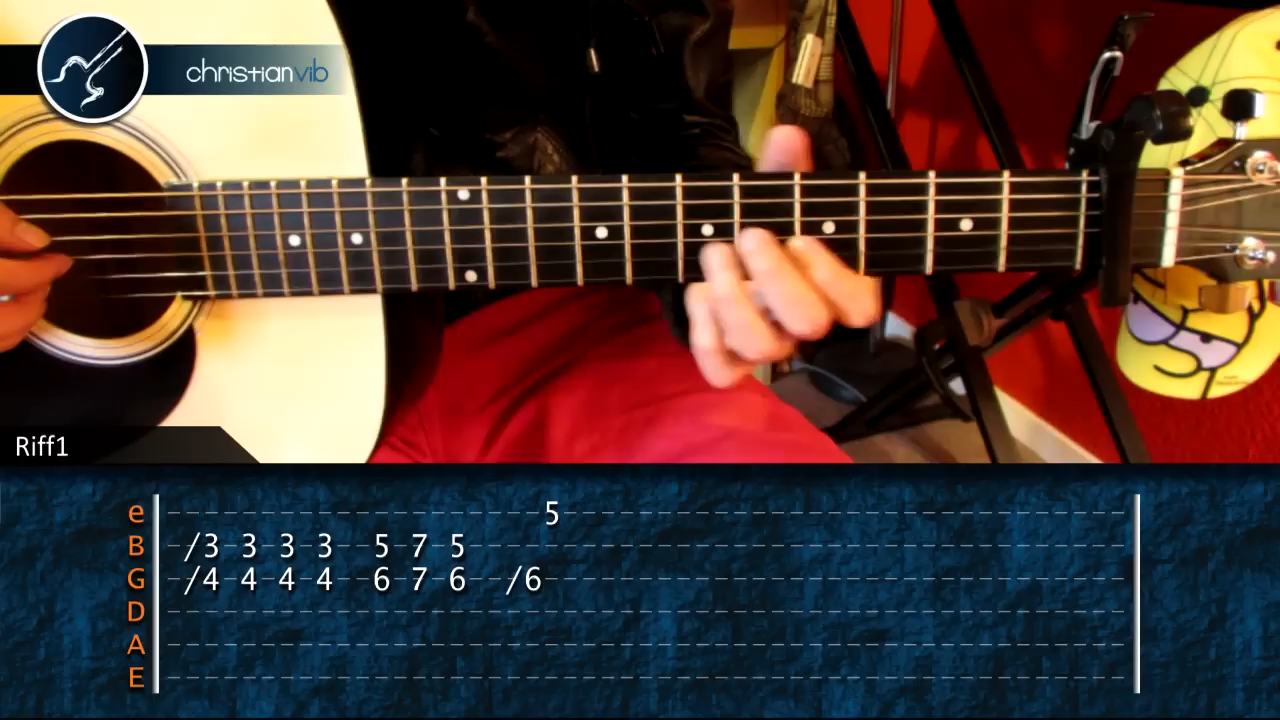 christianvib
Riff1
e 5
B /3 3 3 3 5 7 5
G /4 4 4 4 6 7 6 /6
D
A
E